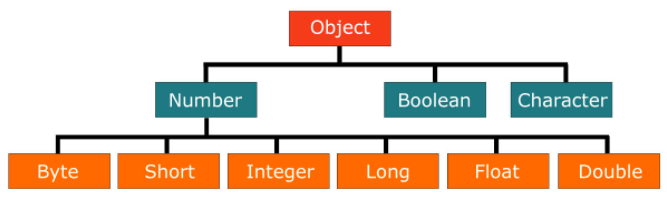 Object
Number Boolean Character
Byte Short Integer Long Float Double